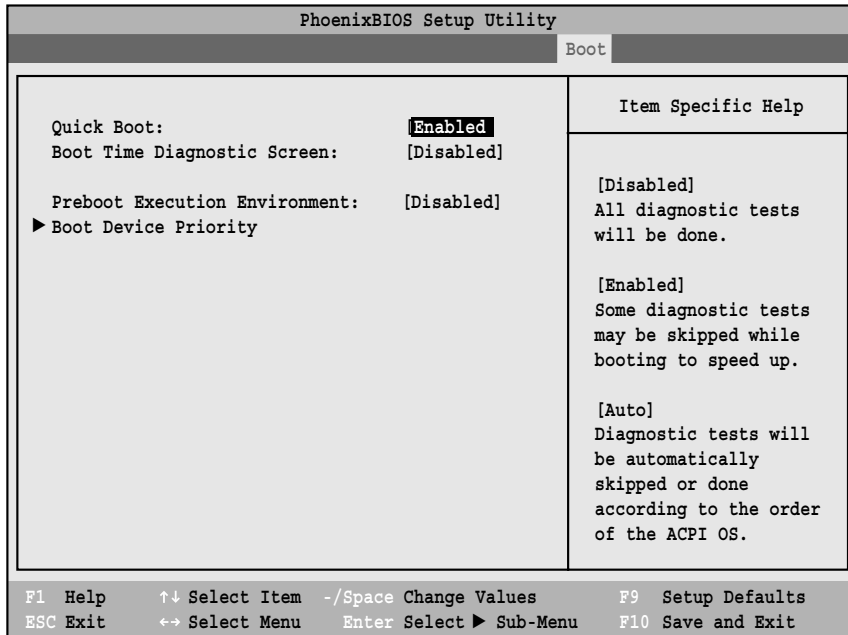 PhoenixBIOS Setup Utility
Boot
Quick Boot: [Enabled
Boot Time Diagnostic Screen: [Disabled]
Preboot Execution Environment: [Disabled]
▶ Boot Device Priority
Item Specific Help
[Disabled]
All diagnostic tests
will be done.
[Enabled]
Some diagnostic tests
may be skipped while
booting to speed up.
[Auto]
Diagnostic tests will
be automatically
skipped or done
according to the order
of the ACPI OS.
F1 Help ↑↓ Select Item -/Space Change Values F9 Setup Defaults
ESC Exit ←→ Select Menu Enter Select ▶ Sub-Menu F10 Save and Exit